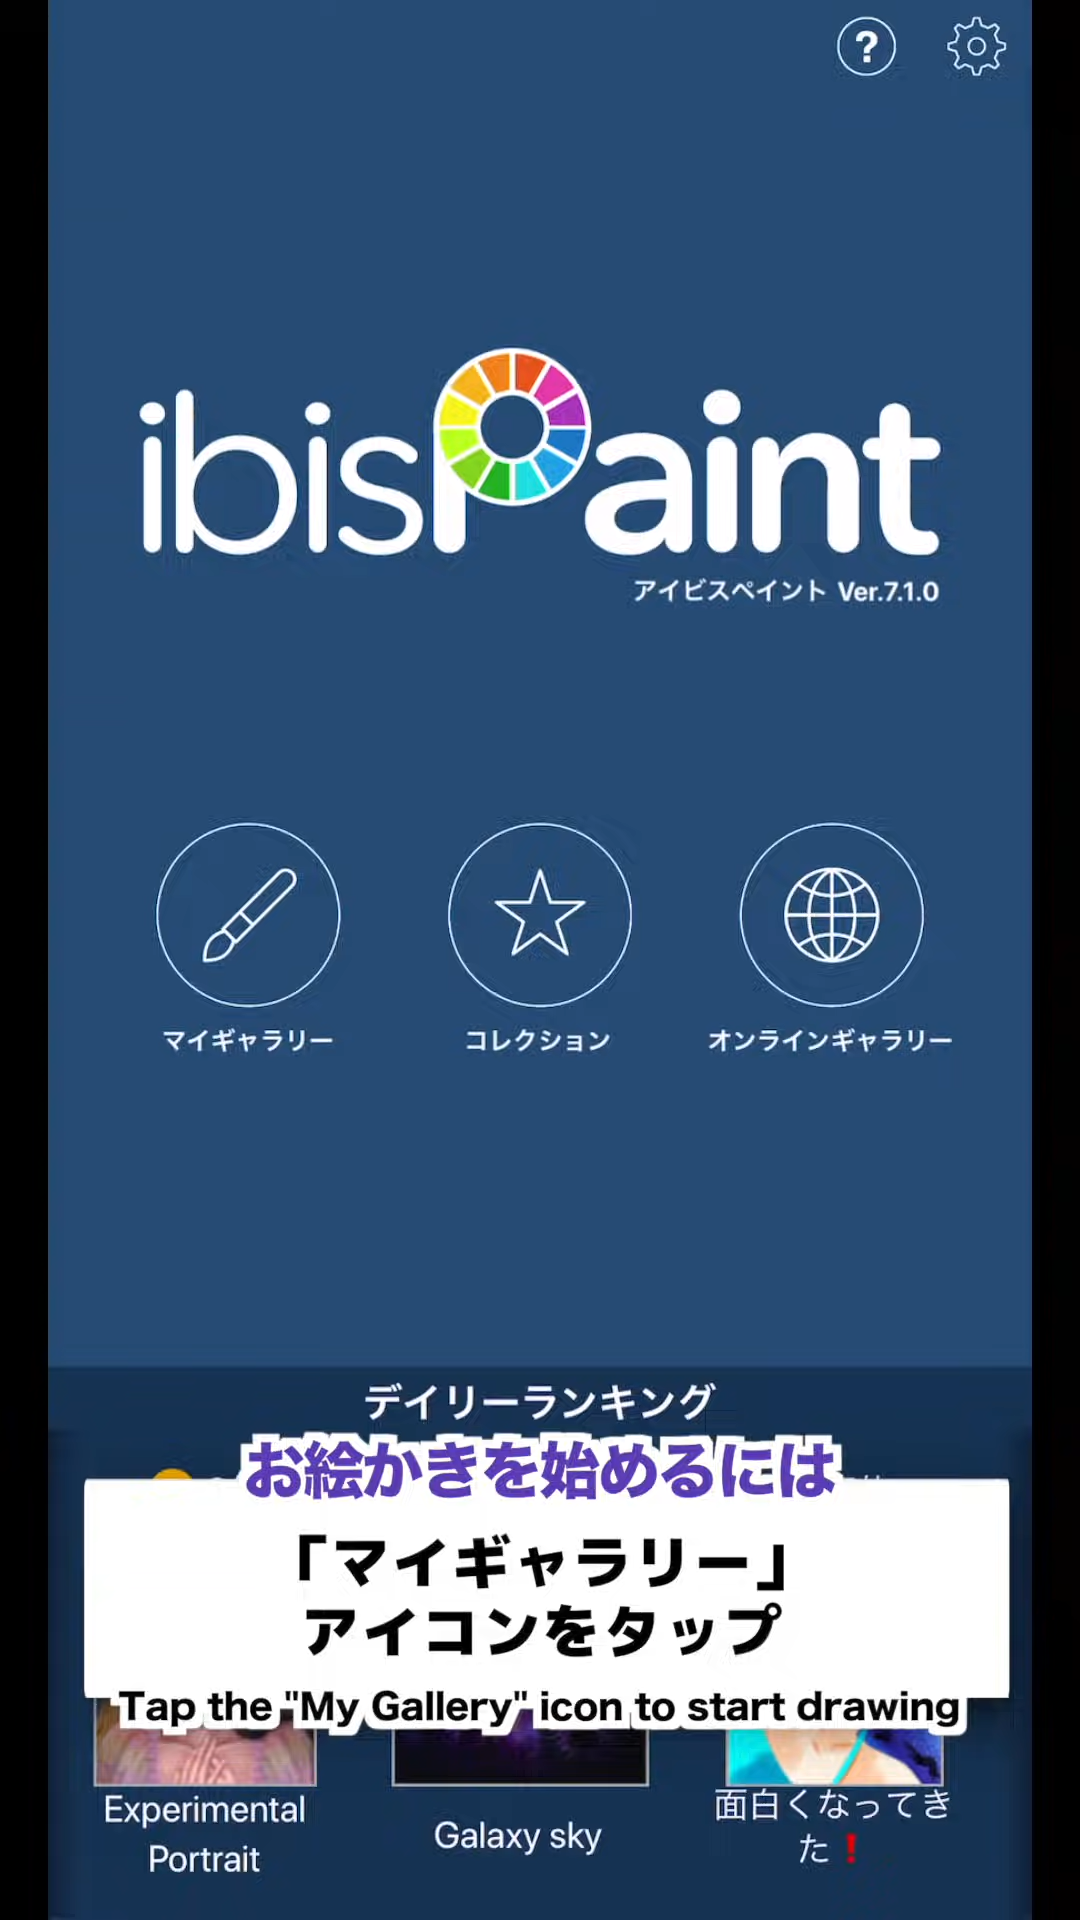 ?
ibisPaint
アイビスペイント Ver.7.1.0
マイギャラリー
コレクション
オンラインギャラリー
デイリーランキング
お絵かきを始めるには
「マイギャラリー」
アイコンをタップ
Tap the "My Gallery" icon to start drawing
Experimental
Portrait
Galaxy sky
面白くなってき
た❗